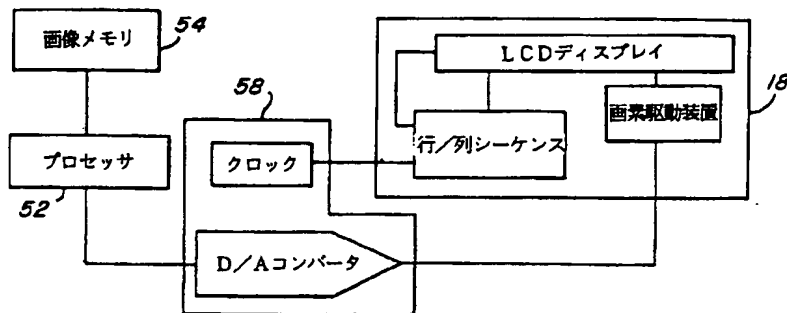 画像メモリ
54
プロセッサ
52
58
クロック
D/Aコンバータ
LCDディスプレイ
行/列シーケンス
画素駆動装置
18